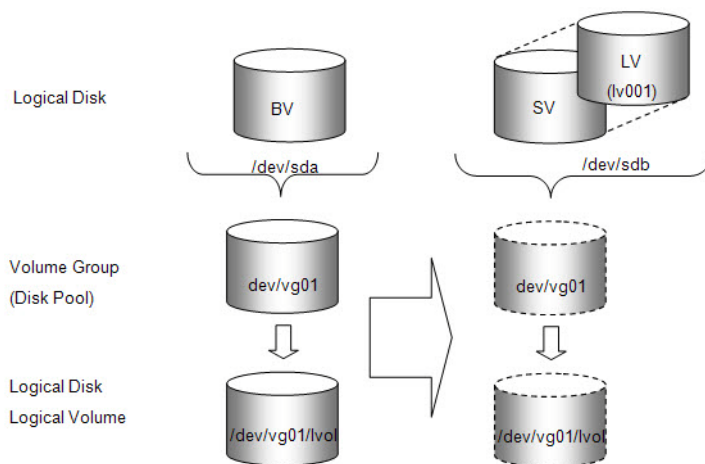 LV
(lv001)
Logical Disk
BV
SV
/dev/sda
/dev/sdb
Volume Group
(Disk Pool)
dev/vg01
dev/vg01
Logical Disk
Logical Volume
/dev/vg01/lvol
/dev/vg01/lvol